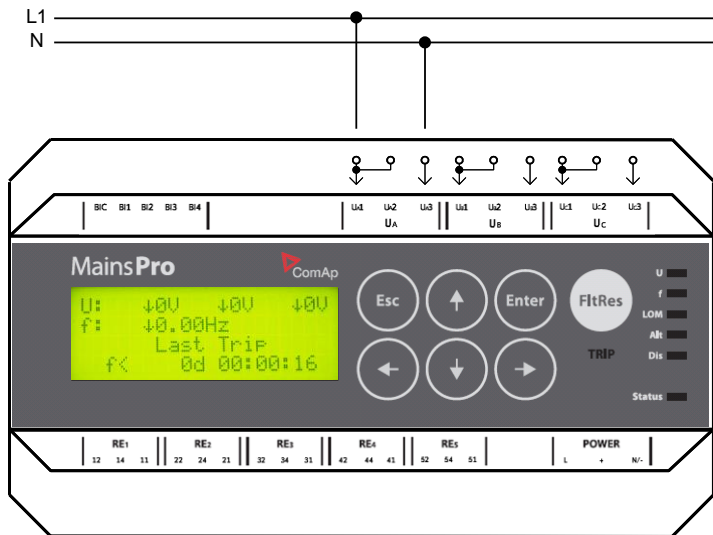 L1
N
BIC BI1 BI2 BI3 BI4 UA1 UA2 UA3 UB1 UB2 UB3 UC1 UC2 UC3
UA UB UC
MainsPro ComAp
U: ↓0V ↓0V ↓0V
f: ↓0.00Hz
Last Trip
f< 0d 00:00:16
Esc ↑ Enter FltRes
← ↓ → TRIP
U
f
LOM
Alt
Dis
Status
RE1 RE2 RE3 RE4 RE5 POWER
12 14 11 22 24 21 32 34 31 42 44 41 52 54 51 L + N/-